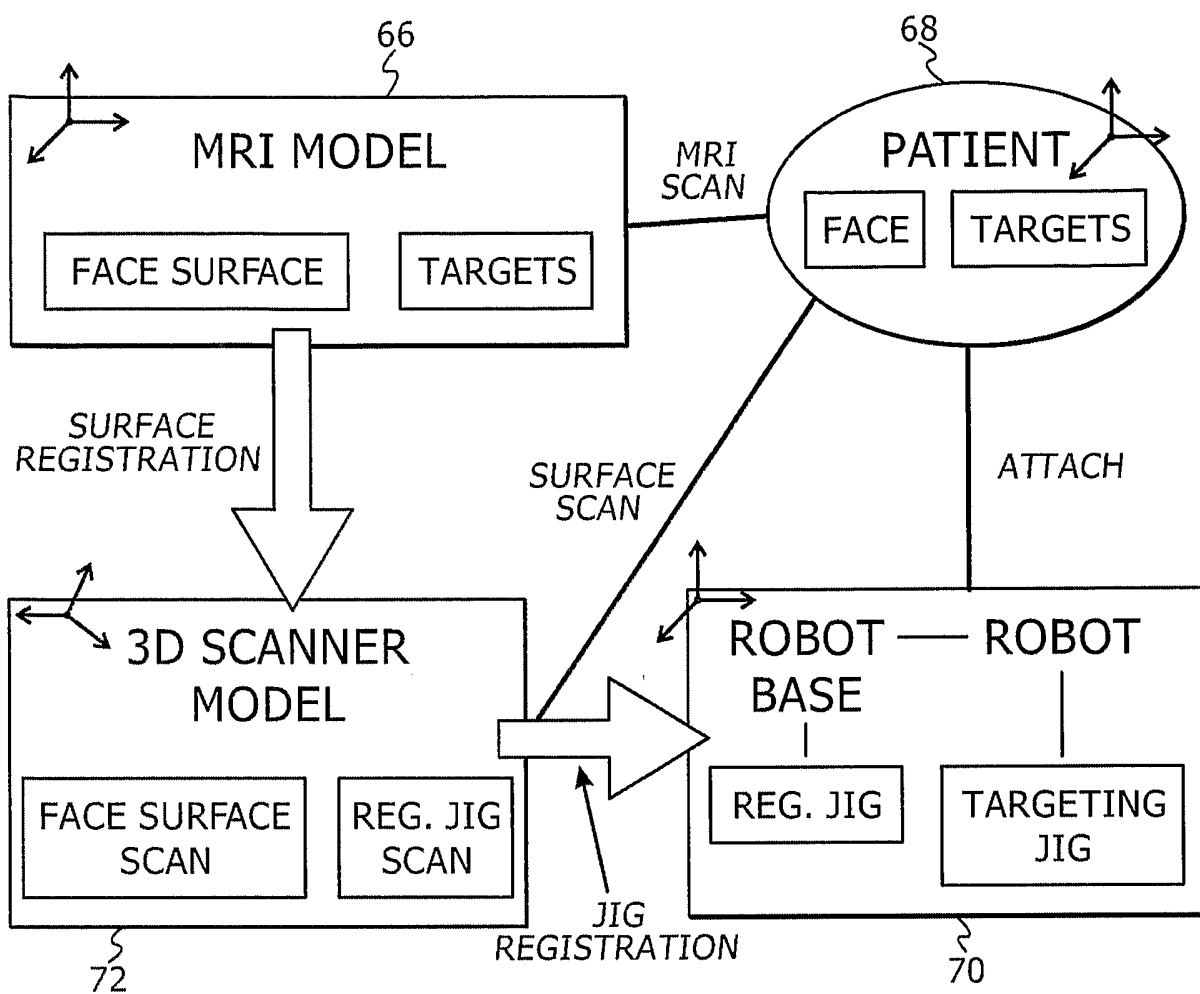 66
68
MRI MODEL
FACE SURFACE
TARGETS
MRI
SCAN
PATIENT
FACE
TARGETS
SURFACE
REGISTRATION
SURFACE
SCAN
ATTACH
3D SCANNER
MODEL
FACE SURFACE
SCAN
REG. JIG
SCAN
ROBOT
BASE
ROBOT
REG. JIG
TARGETING
JIG
JIG
REGISTRATION
72
70